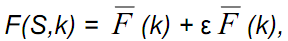 F(S,k) = F̅ (k) + ε F̅ (k),